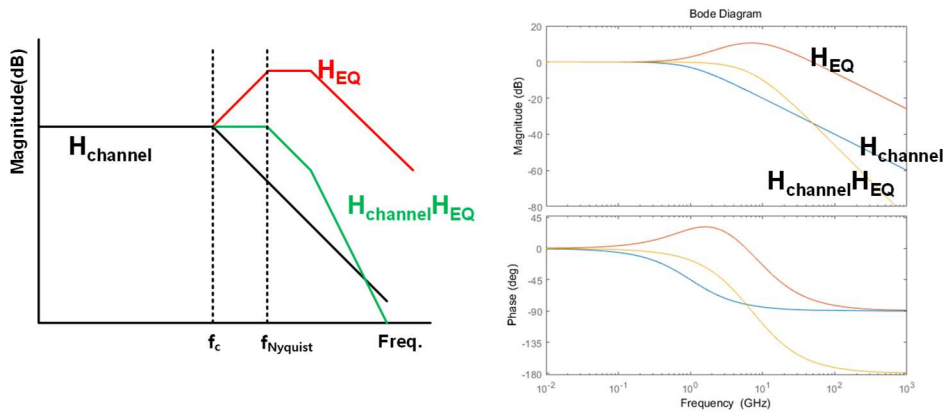 Magnitude(dB)
H_EQ
H_channel
H_channelH_EQ
f_c
f_Nyquist
Freq.
Bode Diagram
Magnitude (dB)
20
0
-20
-40
-60
-80
H_EQ
H_channel
H_channelH_EQ
Phase (deg)
45
0
-45
-90
-135
-180
10^-2
10^-1
10^0
10^1
10^2
10^3
Frequency (GHz)